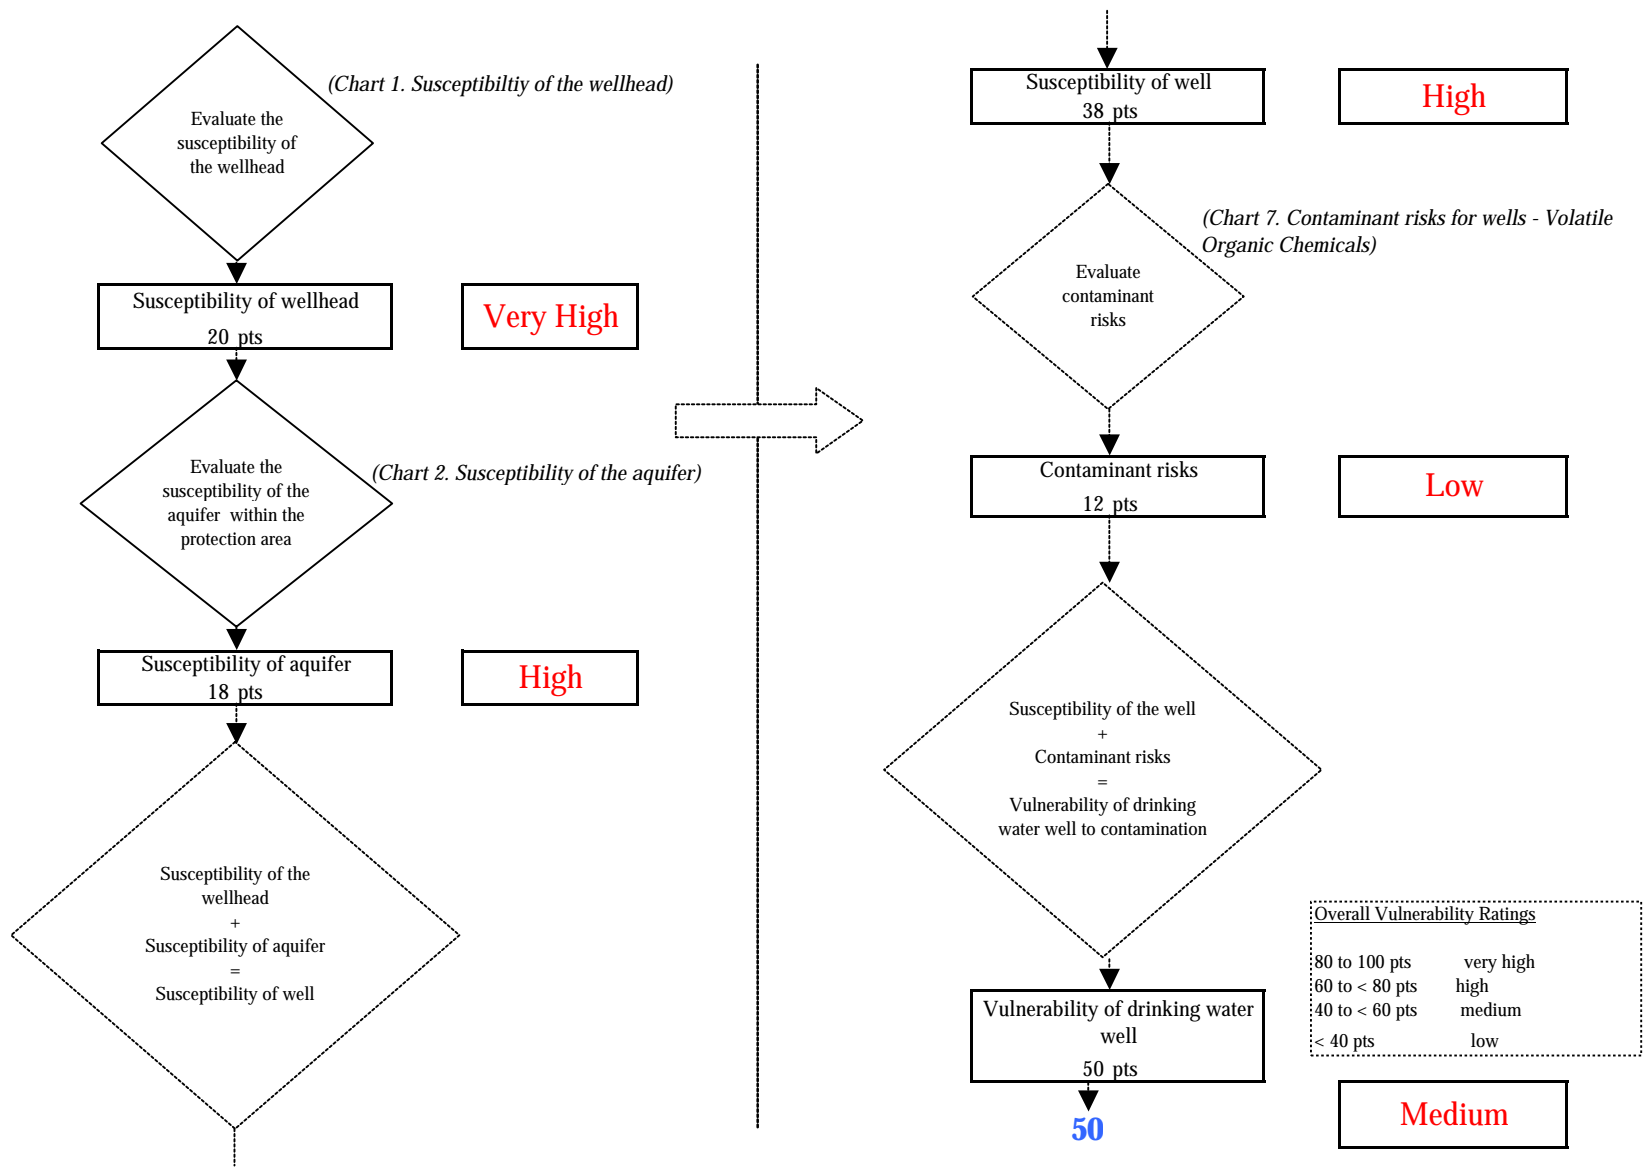 (Chart 1. Susceptibiltiy of the wellhead)
Evaluate the
susceptibility of
the wellhead
Susceptibility of wellhead
20 pts
Very High
Evaluate the
susceptibility of the
aquifer within the
protection area
(Chart 2. Susceptibility of the aquifer)
Susceptibility of aquifer
18 pts
High
Susceptibility of the
wellhead
+
Susceptibility of aquifer
=
Susceptibility of well
Susceptibility of well
38 pts
High
(Chart 7. Contaminant risks for wells - Volatile
Organic Chemicals)
Evaluate
contaminant
risks
Contaminant risks
12 pts
Low
Susceptibility of the well
+
Contaminant risks
=
Vulnerability of drinking
water well to contamination
Vulnerability of drinking water
well
50 pts
50
Overall Vulnerability Ratings
80 to 100 pts very high
60 to < 80 pts high
40 to < 60 pts medium
< 40 pts low
Medium